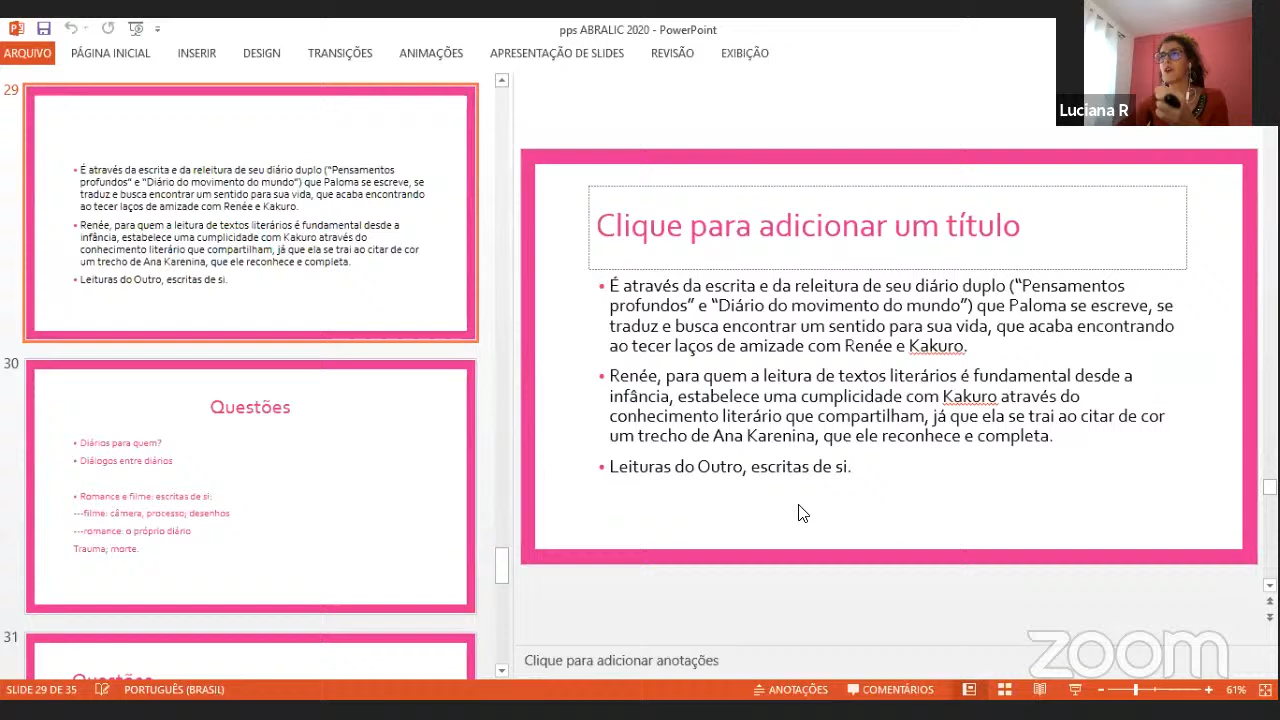 pps ABRALIC 2020 - PowerPoint
ARQUIVO PÁGINA INICIAL INSERIR DESIGN TRANSIÇÕES ANIMAÇÕES APRESENTAÇÃO DE SLIDES REVISÃO EXIBIÇÃO
Luciana R
29
• É através da escrita e da releitura de seu diário duplo (“Pensamentos
profundos” e “Diário do movimento do mundo”) que Paloma se escreve, se
traduz e busca encontrar um sentido para sua vida, que acaba encontrando
ao tecer laços de amizade com Renée e Kakuro.
• Renée, para quem a leitura de textos literários é fundamental desde a
infância, estabelece uma cumplicidade com Kakuro através do
conhecimento literário que compartilham, já que ela se trai ao citar de cor
um trecho de Ana Karenina, que ele reconhece e completa.
• Leituras do Outro, escritas de si.
30
Questões
• Diários para quem?
• Diálogos entre diários
• Romance e filme: escritas de si:
---filme: câmera, processo; desenhos
---romance: o próprio diário
Trauma; morte.
31
Questões
Clique para adicionar um título
• É através da escrita e da releitura de seu diário duplo (“Pensamentos
profundos” e “Diário do movimento do mundo”) que Paloma se escreve, se
traduz e busca encontrar um sentido para sua vida, que acaba encontrando
ao tecer laços de amizade com Renée e Kakuro.
• Renée, para quem a leitura de textos literários é fundamental desde a
infância, estabelece uma cumplicidade com Kakuro através do
conhecimento literário que compartilham, já que ela se trai ao citar de cor
um trecho de Ana Karenina, que ele reconhece e completa.
• Leituras do Outro, escritas de si.
zoom
Clique para adicionar anotações
SLIDE 29 DE 35 PORTUGUÊS (BRASIL) ANOTAÇÕES COMENTÁRIOS 61%